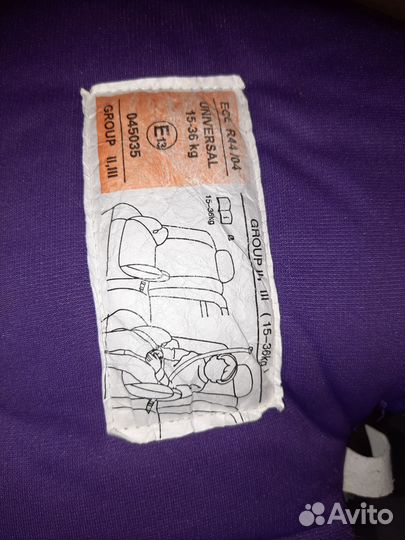 ECE R44/04
UNIVERSAL
15-36 kg
E13
045035
GROUP II,III
15-36kg
GROUP II, III (15-36kg)
Avito